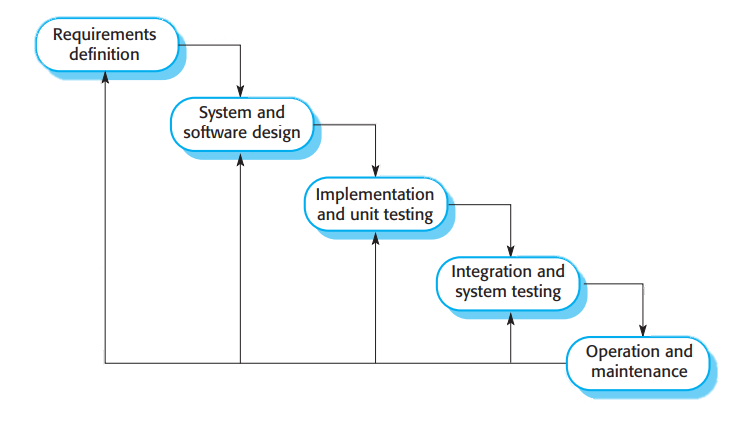 Requirements
definition
System and
software design
Implementation
and unit testing
Integration and
system testing
Operation and
maintenance